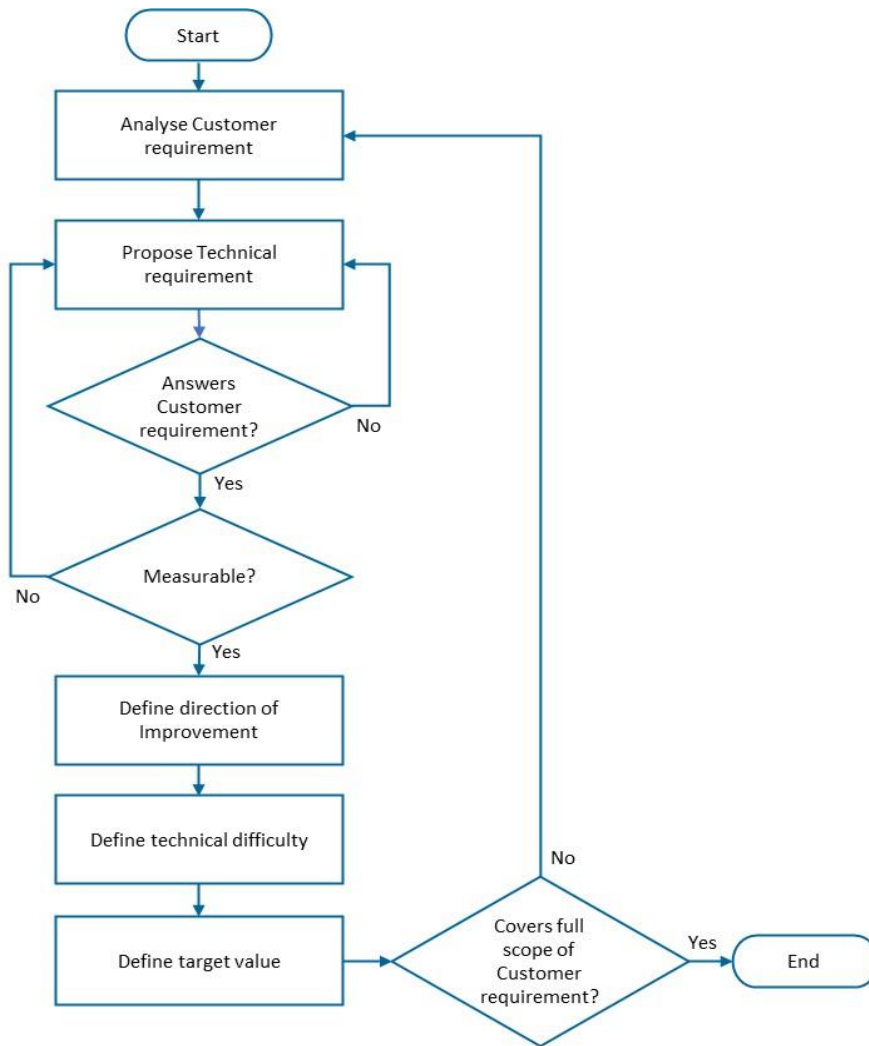 Start
Analyse Customer
requirement
Propose Technical
requirement
Answers
Customer
requirement?
No
Yes
Measurable?
No
Yes
Define direction of
Improvement
Define technical difficulty
No
Define target value
Covers full
scope of
Customer
requirement?
Yes
End